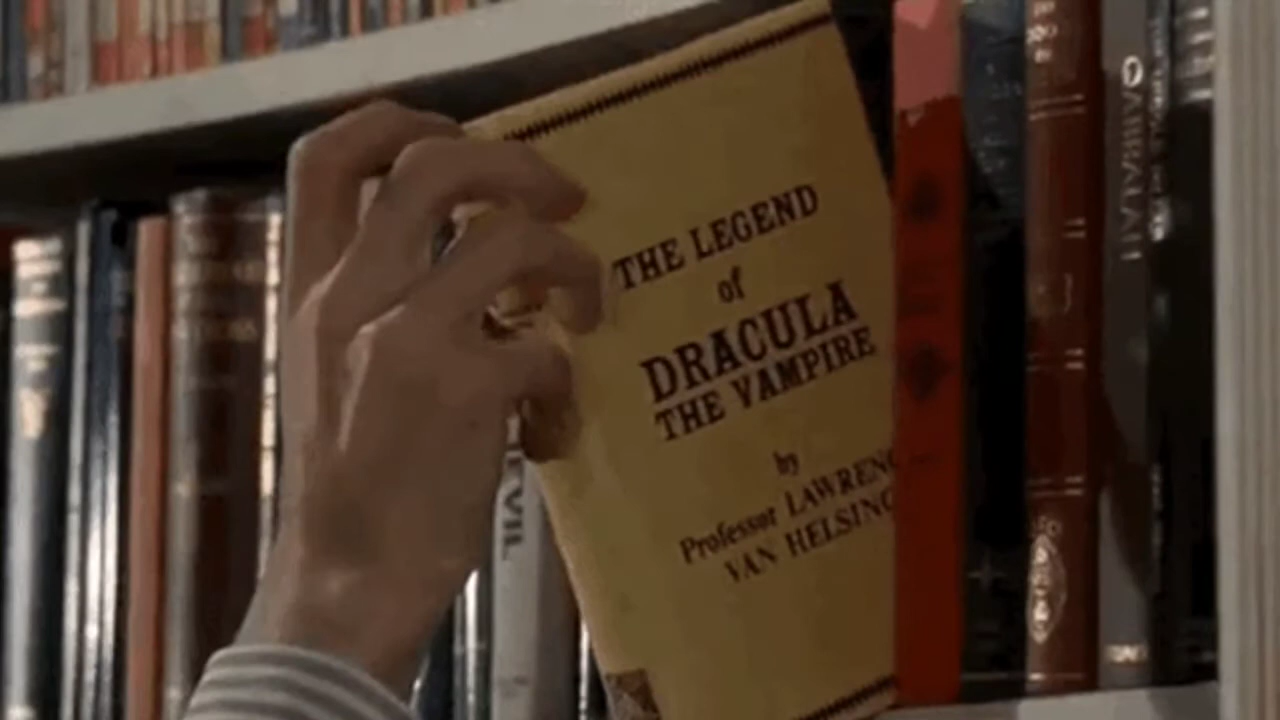 THE LEGEND
of
DRACULA
THE VAMPIRE
by
Professor LAWRENC
VAN HELSING
EVIL